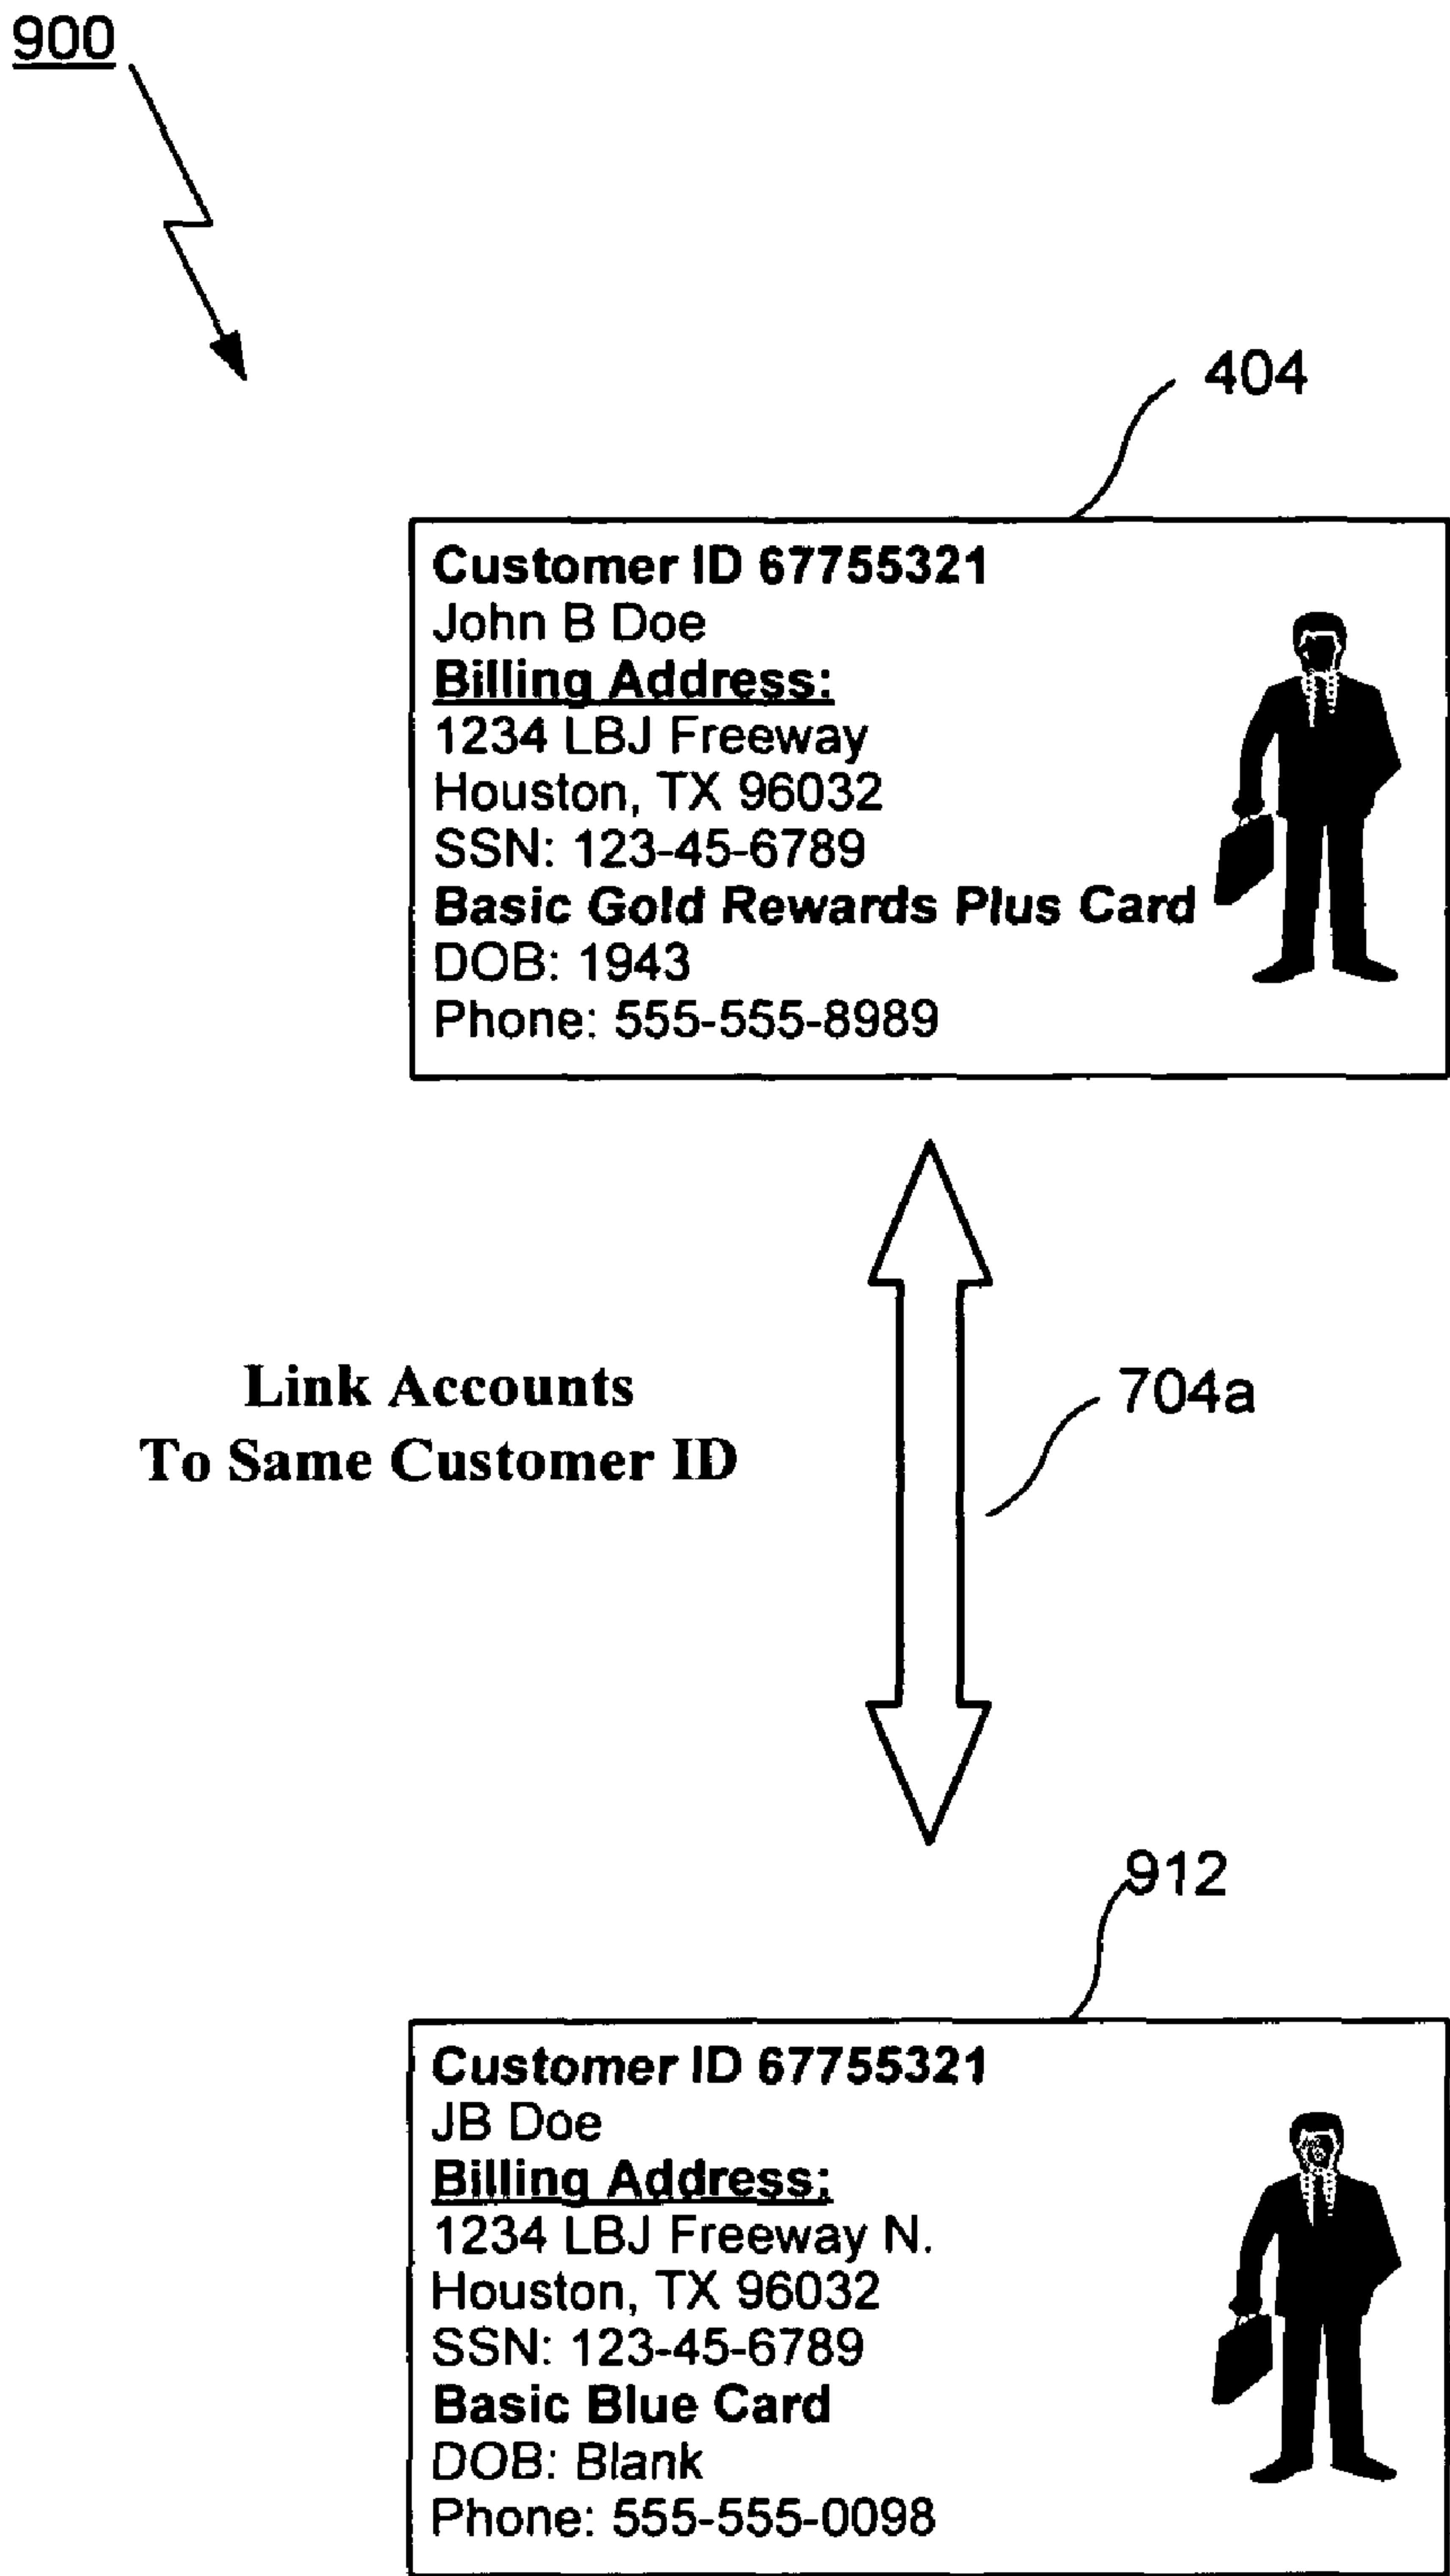 900
404
Customer ID 67755321
John B Doe
Billing Address:
1234 LBJ Freeway
Houston, TX 96032
SSN: 123-45-6789
Basic Gold Rewards Plus Card
DOB: 1943
Phone: 555-555-8989
Link Accounts
To Same Customer ID
704a
912
Customer ID 67755321
JB Doe
Billing Address:
1234 LBJ Freeway N.
Houston, TX 96032
SSN: 123-45-6789
Basic Blue Card
DOB: Blank
Phone: 555-555-0098